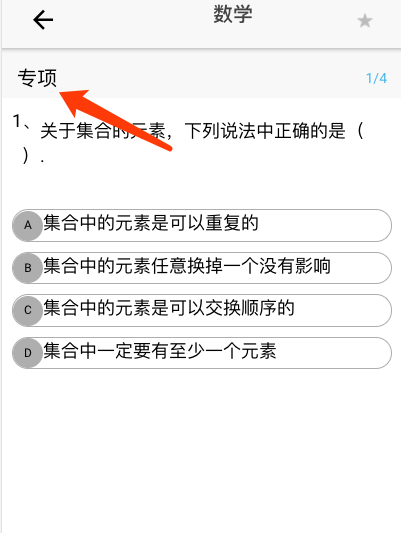 数学
专项
1/4
1、关于集合的元素，下列说法中正确的是（
）.
A 集合中的元素是可以重复的
B 集合中的元素任意换掉一个没有影响
C 集合中的元素是可以交换顺序的
D 集合中一定要有至少一个元素